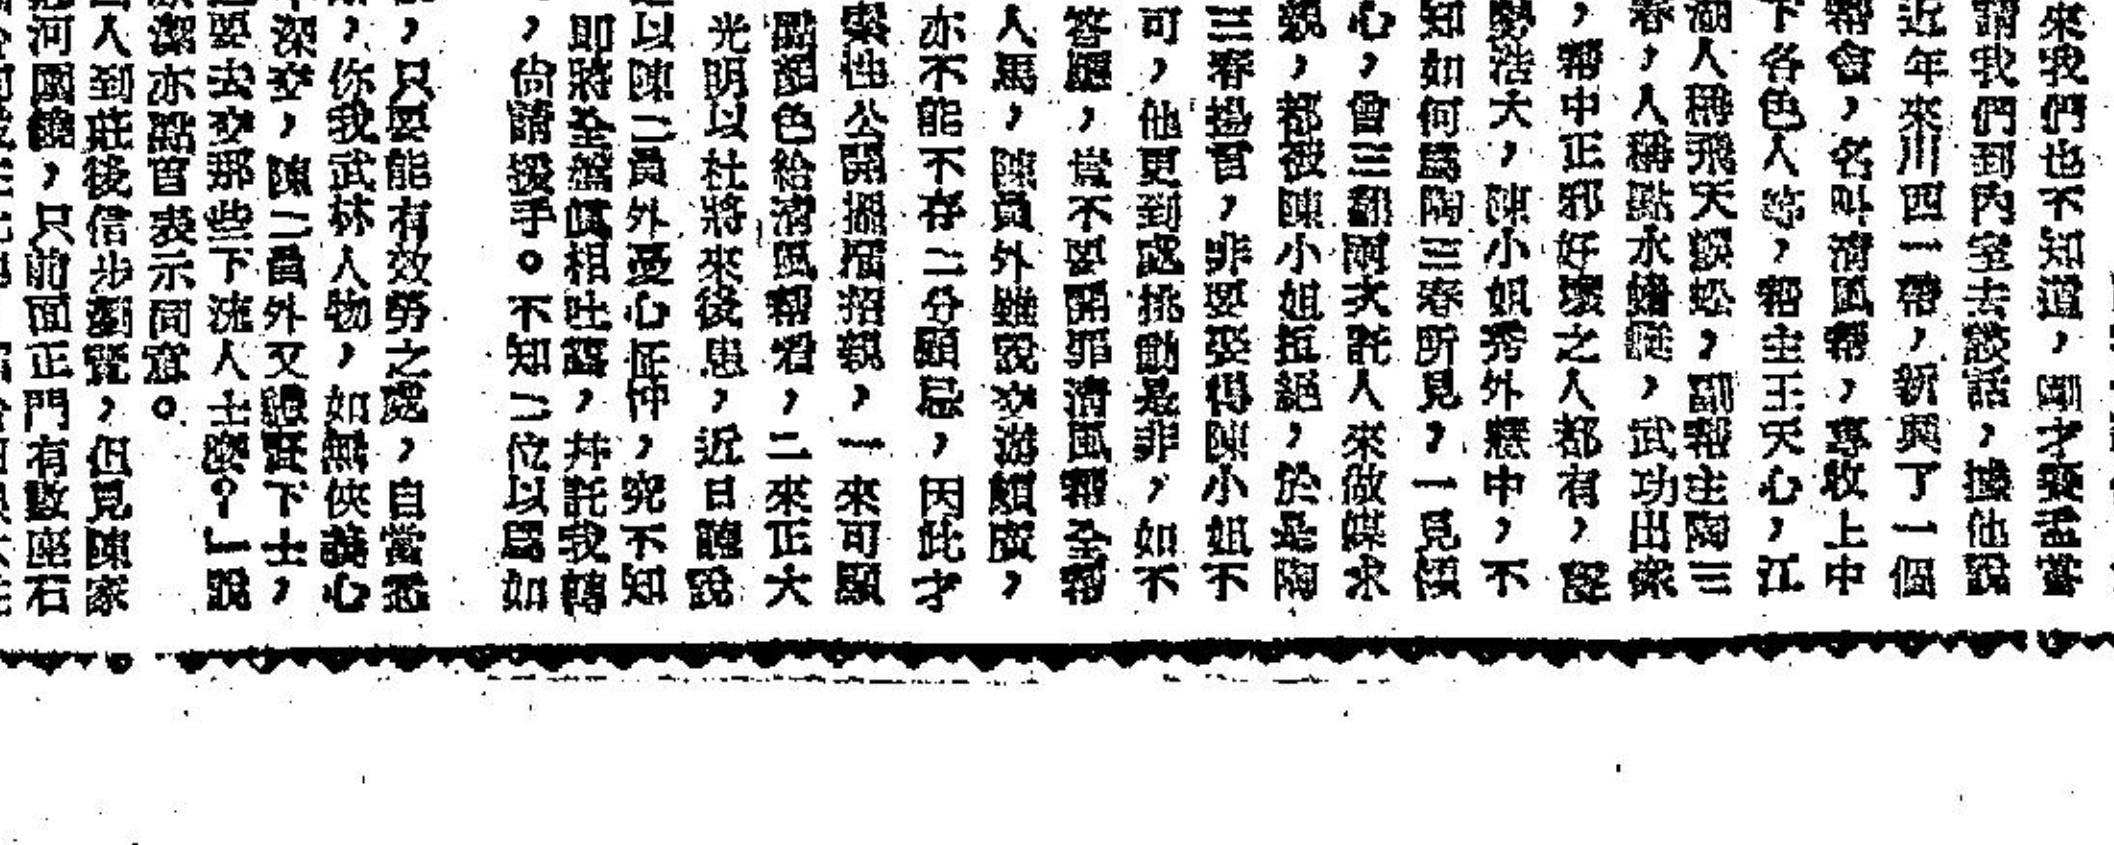 來我們也不知道，剛才裴孟嘗
請我們到內室去談話，據他說
近年來川四一帶，新興了一個
幫會，名叫清風幫，專收上中
下各色人等，幫主王天心，江
湖人稱飛天蜈蚣，副幫主陶三
春，人稱點水蜻蜓，武功出衆
，幫中正邪好壞之人都有，聲
勢浩大，陳小姐秀外慧中，不
知如何爲陶三春所見，一見傾
心，曾三翻兩次託人來做媒求
親，都被陳小姐拒絕，於是陶
三春揚言，非要娶得陳小姐不
可，他更到處挑動是非，如不
答應，豈不要開罪清風幫全幫
人馬，陳員外雖說交游頗廣，
亦不能不存二分顧忌，因此才
索性公開擂擂招親，一來可顯
點顏色給清風幫看，二來正大
光明以杜將來後患，近日聽說
以陳二員外憂心忡忡，究不知
即將全盤眞相吐露，幷託我轉
，尙請援手。不知二位以爲如
，只要能有效勞之處，自當悉
，你我武林人物，如無俠義心
深交，陳二員外又禮賢下士，
要去交那些下流人士麽？」說
潔亦點首表示同意。
人到莊後信步瀏覽，但見陳家
河圍繞，只前面正門有數座石